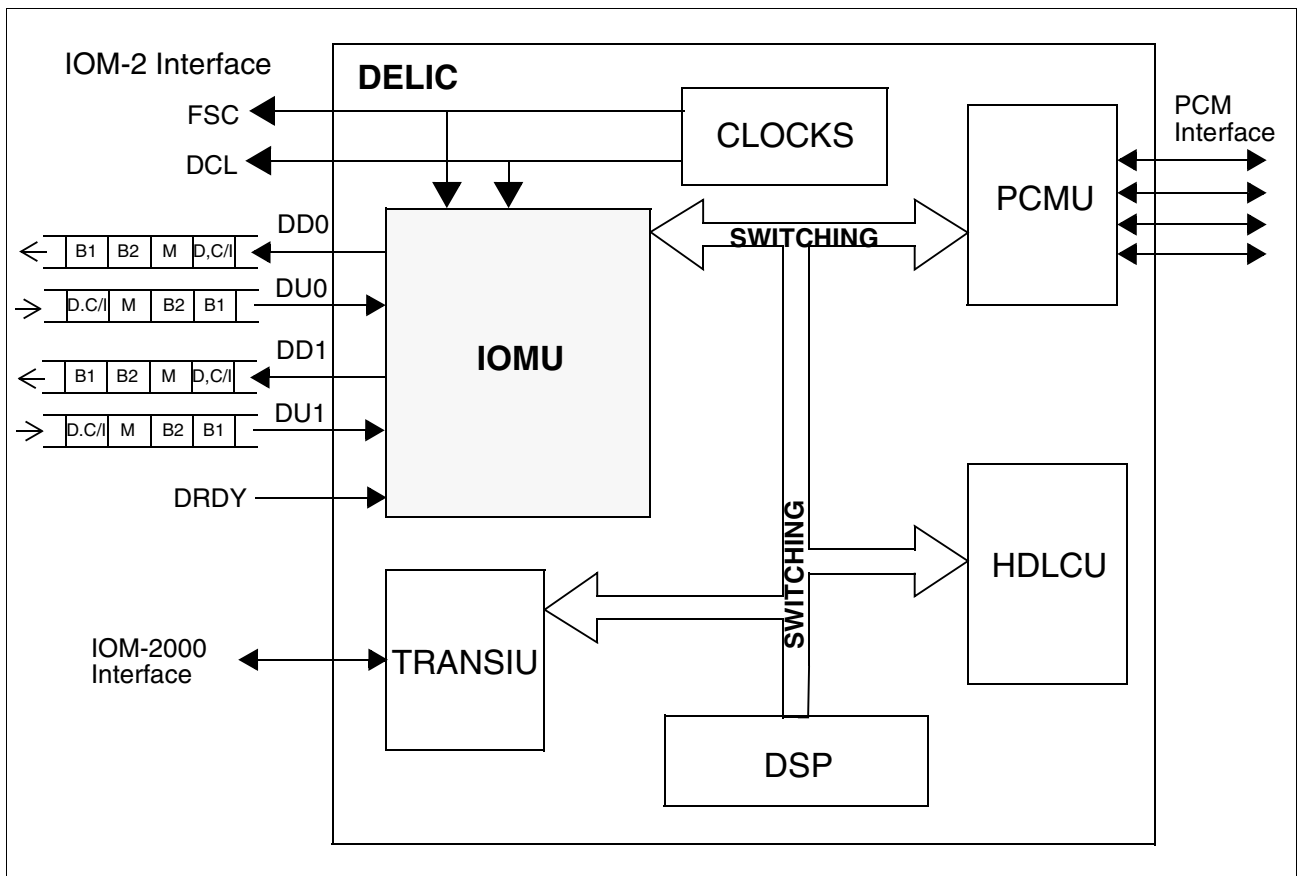 IOM-2 Interface
DELIC
FSC
DCL
CLOCKS
PCM
Interface
PCMU
SWITCHING
DD0
B1 B2 M D,C/I
DU0
D.C/I M B2 B1
DD1
B1 B2 M D,C/I
DU1
D.C/I M B2 B1
IOMU
DRDY
SWITCHING
HDLCU
IOM-2000
Interface
TRANSIU
DSP